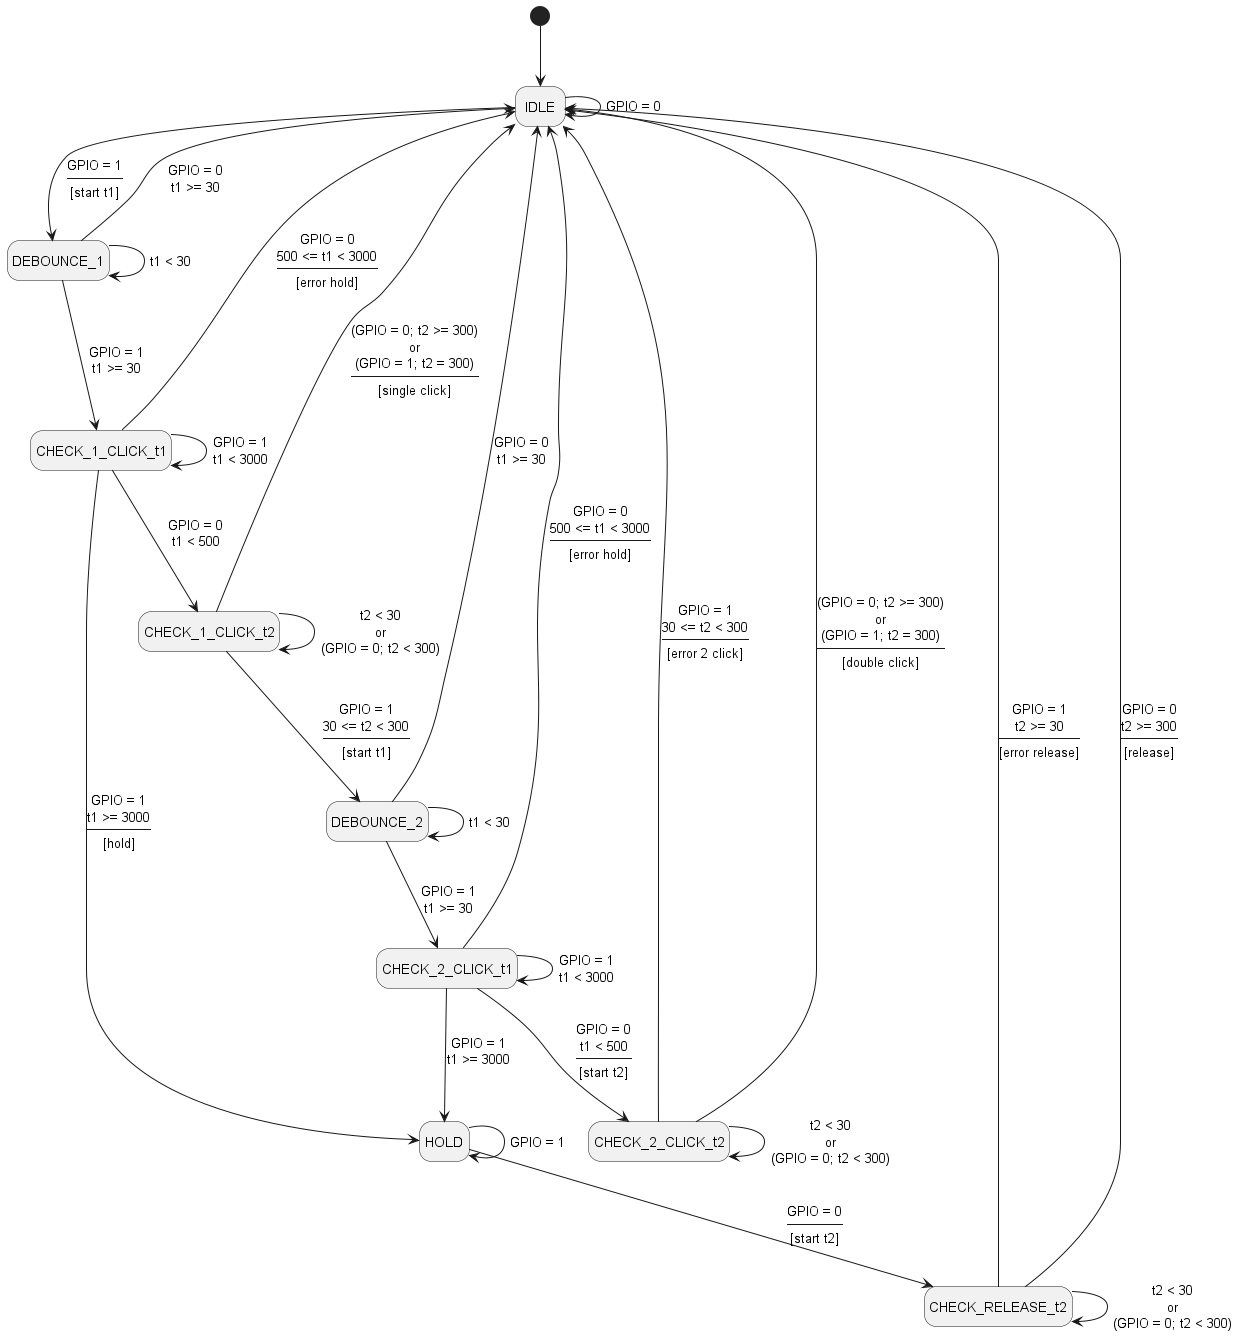 IDLE
GPIO = 0
GPIO = 1
[start t1]
GPIO = 0
t1 >= 30
DEBOUNCE_1
t1 < 30
GPIO = 0
500 <= t1 < 3000
[error hold]
GPIO = 1
t1 >= 30
(GPIO = 0; t2 >= 300)
or
(GPIO = 1; t2 = 300)
[single click]
CHECK_1_CLICK_t1
GPIO = 1
t1 < 3000
GPIO = 0
t1 >= 30
GPIO = 0
t1 < 500
GPIO = 0
500 <= t1 < 3000
[error hold]
CHECK_1_CLICK_t2
t2 < 30
or
(GPIO = 0; t2 < 300)
GPIO = 1
30 <= t2 < 300
[error 2 click]
(GPIO = 0; t2 >= 300)
or
(GPIO = 1; t2 = 300)
[double click]
GPIO = 1
30 <= t2 < 300
[start t1]
GPIO = 1
t2 >= 30
[error release]
GPIO = 0
t2 >= 300
[release]
GPIO = 1
t1 >= 3000
[hold]
DEBOUNCE_2
t1 < 30
GPIO = 1
t1 >= 30
CHECK_2_CLICK_t1
GPIO = 1
t1 < 3000
GPIO = 1
t1 >= 3000
GPIO = 0
t1 < 500
[start t2]
HOLD
GPIO = 1
CHECK_2_CLICK_t2
t2 < 30
or
(GPIO = 0; t2 < 300)
GPIO = 0
[start t2]
CHECK_RELEASE_t2
t2 < 30
or
(GPIO = 0; t2 < 300)